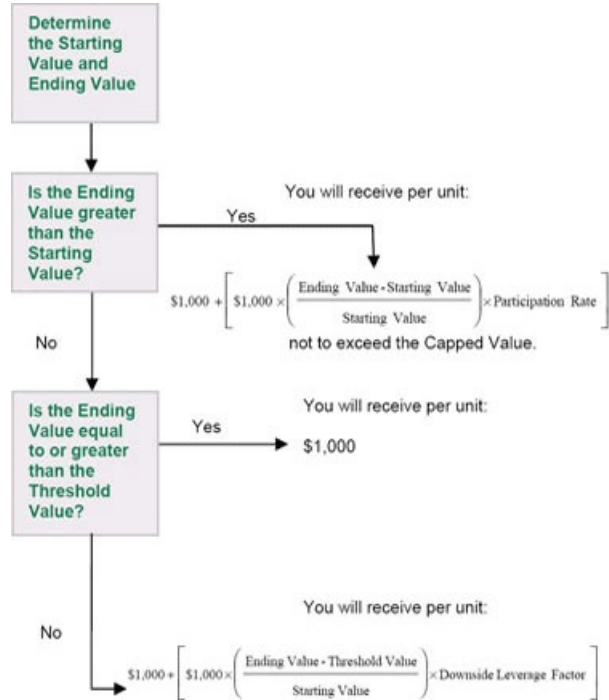 Determine
the Starting
Value and
Ending Value
Is the Ending
Value greater
than the
Starting
Value?
Yes
You will receive per unit:
$1,000 + [ $1,000 × ( Ending Value - Starting Value / Starting Value ) × Participation Rate ]
not to exceed the Capped Value.
No
Is the Ending
Value equal
to or greater
than the
Threshold
Value?
Yes
You will receive per unit:
$1,000
No
You will receive per unit:
$1,000 + [ $1,000 × ( Ending Value - Threshold Value / Starting Value ) × Downside Leverage Factor ]